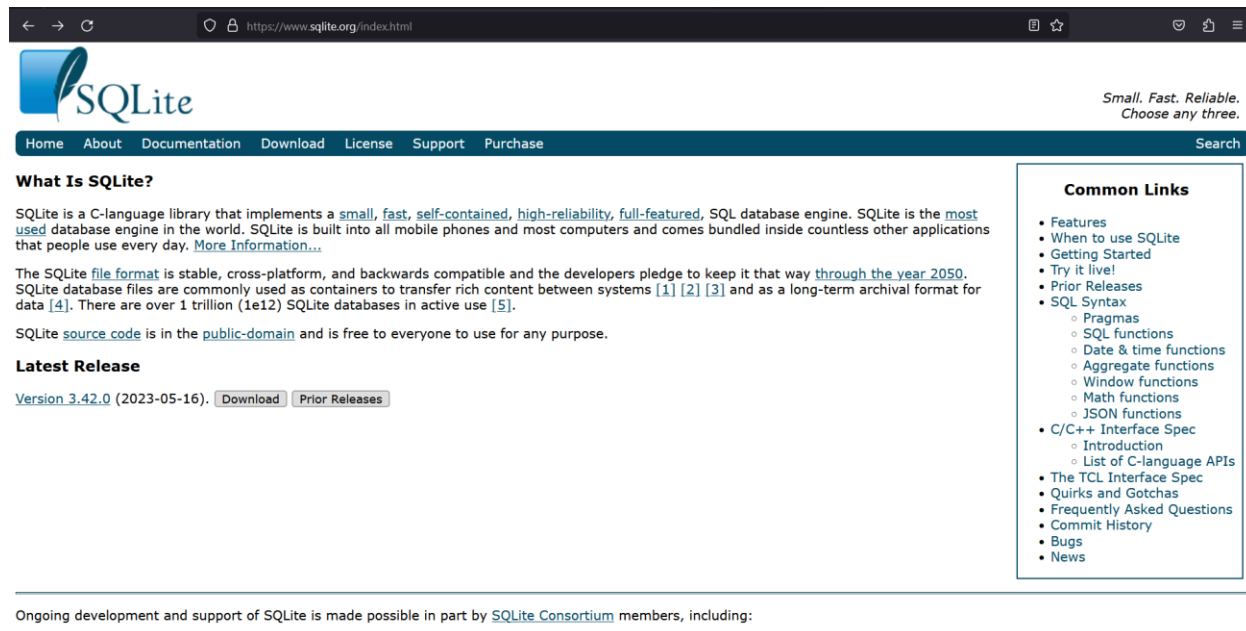 https://www.sqlite.org/index.html
SQLite
Small. Fast. Reliable.
Choose any three.
Home About Documentation Download License Support Purchase Search
What Is SQLite?
SQLite is a C-language library that implements a small, fast, self-contained, high-reliability, full-featured, SQL database engine. SQLite is the most
used database engine in the world. SQLite is built into all mobile phones and most computers and comes bundled inside countless other applications
that people use every day. More Information...
The SQLite file format is stable, cross-platform, and backwards compatible and the developers pledge to keep it that way through the year 2050.
SQLite database files are commonly used as containers to transfer rich content between systems [1] [2] [3] and as a long-term archival format for
data [4]. There are over 1 trillion (1e12) SQLite databases in active use [5].
SQLite source code is in the public-domain and is free to everyone to use for any purpose.
Latest Release
Version 3.42.0 (2023-05-16). Download Prior Releases
Common Links
Features
When to use SQLite
Getting Started
Try it live!
Prior Releases
SQL Syntax
Pragmas
SQL functions
Date & time functions
Aggregate functions
Window functions
Math functions
JSON functions
C/C++ Interface Spec
Introduction
List of C-language APIs
The TCL Interface Spec
Quirks and Gotchas
Frequently Asked Questions
Commit History
Bugs
News
Ongoing development and support of SQLite is made possible in part by SQLite Consortium members, including: